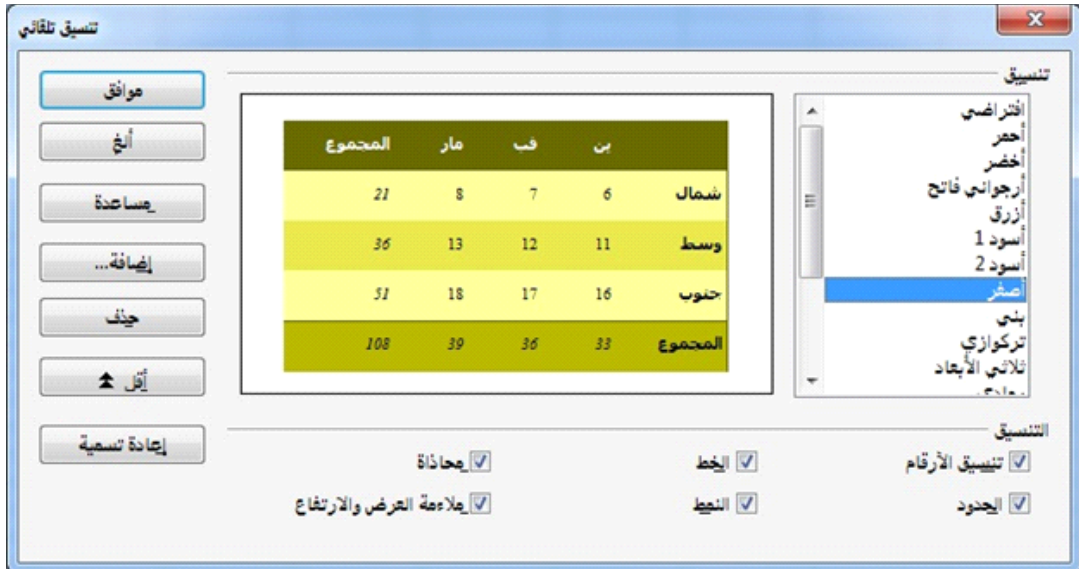 تنسيق تلقائي
تنسيق
افتراضي
أحمر
أخضر
أرجواني فاتح
أزرق
أسود 1
أسود 2
أصفر
بني
تركوازي
ثلاثي الأبعاد
ين فب مار المجموع
شمال 6 7 8 21
وسط 11 12 13 36
جنوب 16 17 18 51
المجموع 33 36 39 108
موافق
ألغ
مساعدة
إضافة...
حذف
أقل
إعادة تسمية
التنسيق
تنسيق الأرقام الخط محاذاة
الحدود النمط ملاءمة العرض والارتفاع